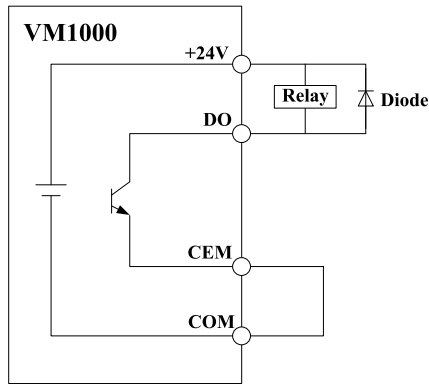 VM1000
+24V
Relay
Diode
DO
CEM
COM